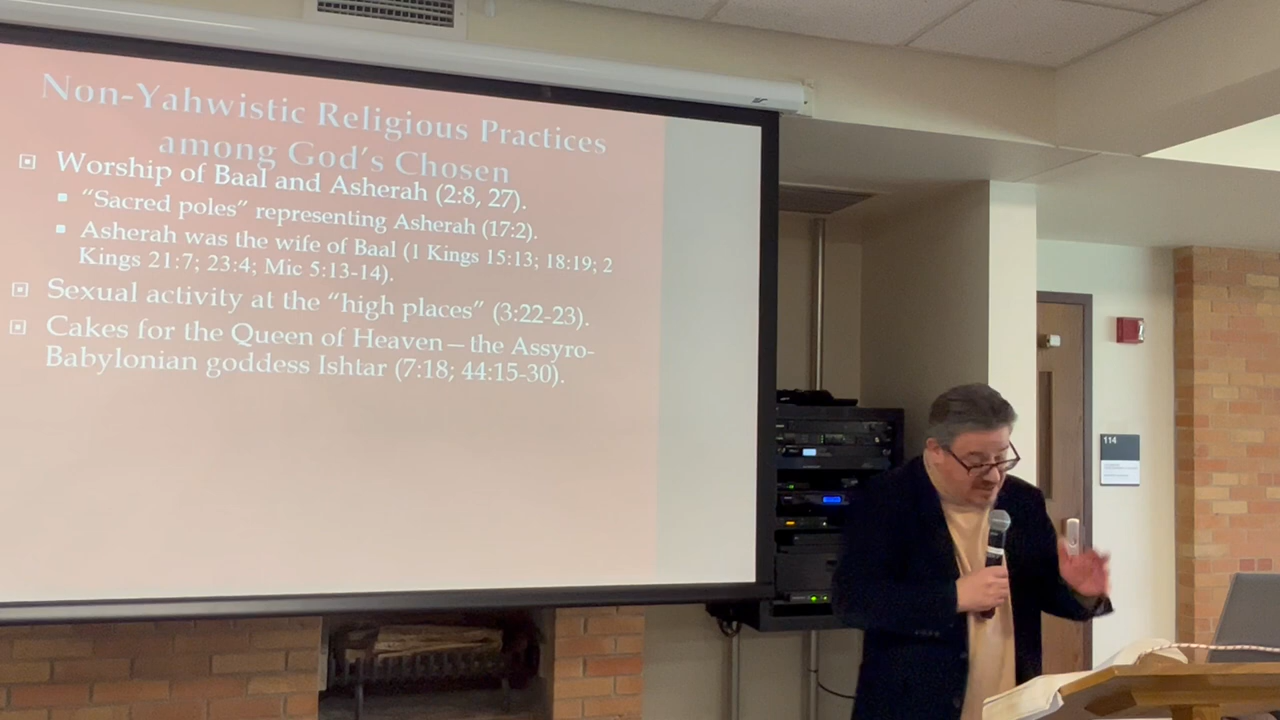 Non-Yahwistic Religious Practices
among God's Chosen
Worship of Baal and Asherah (2:8, 27).
“Sacred poles” representing Asherah (17:2).
Asherah was the wife of Baal (1 Kings 15:13; 18:19; 2
Kings 21:7; 23:4; Mic 5:13-14).
Sexual activity at the “high places” (3:22-23).
Cakes for the Queen of Heaven—the Assyro-
Babylonian goddess Ishtar (7:18; 44:15-30).
114